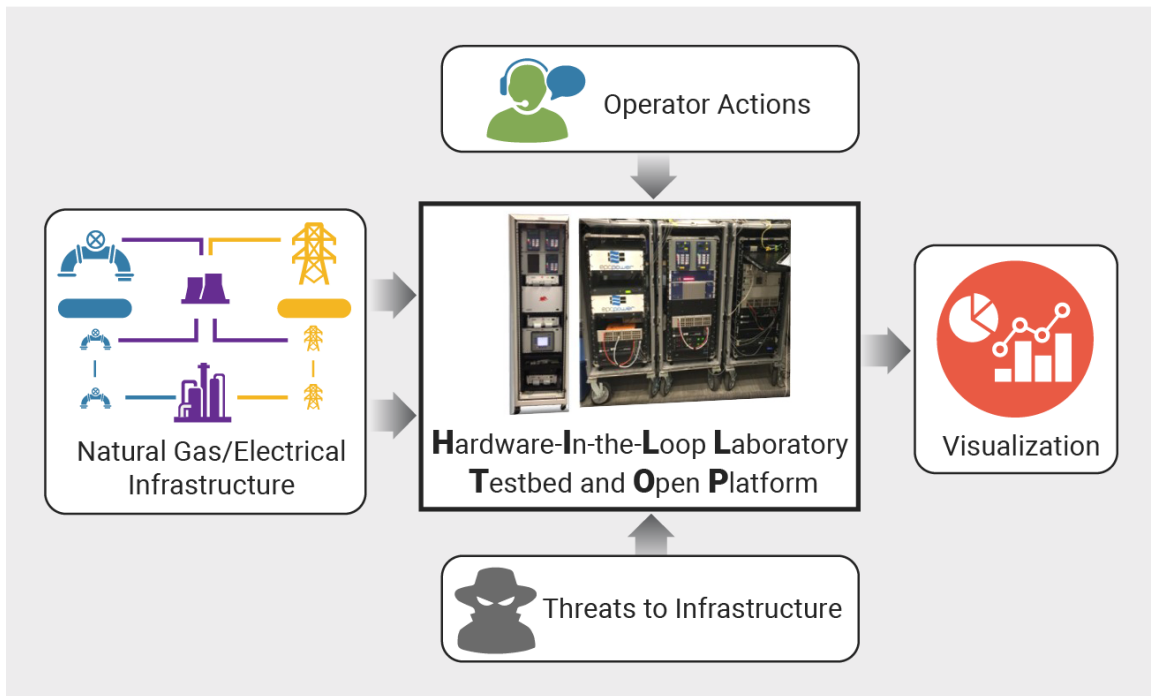 Operator Actions
Natural Gas/Electrical
Infrastructure
Hardware-In-the-Loop Laboratory
Testbed and Open Platform
Visualization
Threats to Infrastructure